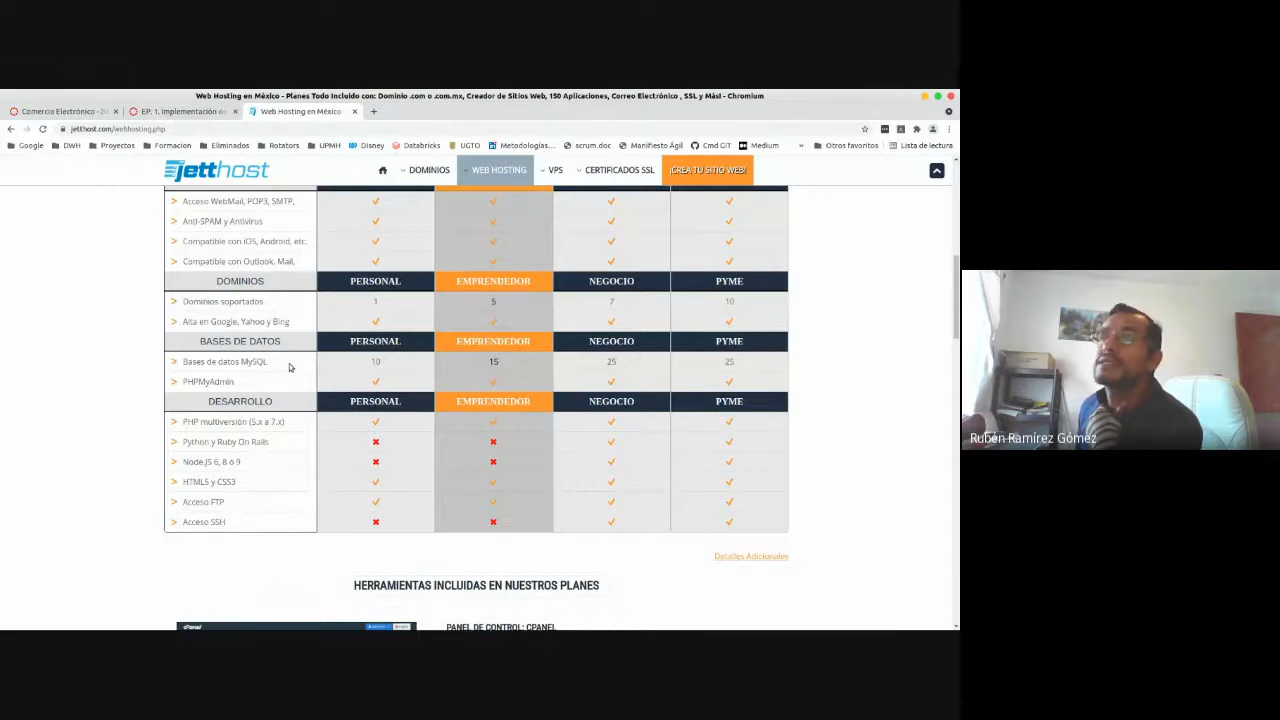 Web Hosting en México - Planes Todo Incluido con: Dominio .com o .com.mx, Creador de Sitios Web, 150 Aplicaciones, Correo Electrónico , SSL y Más! - Chromium
Comercio Electrónico - 20
EP. 1. Implementación de
Web Hosting en México
jetthost.com/webhosting.php
Google DWH Proyectos Formacion Eliminados Rotators UPMH Disney Databricks UGTO Metodologías... scrum.doc Manifiesto Ágil Cmd GIT Medium » Otros favoritos Lista de lectura
jetthost DOMINIOS WEB HOSTING VPS CERTIFICADOS SSL ¡CREA TU SITIO WEB!
Acceso WebMail, POP3, SMTP,
Anti-SPAM y Antivirus
Compatible con iOS, Android, etc.
Compatible con Outlook, Mail,
DOMINIOS PERSONAL EMPRENDEDOR NEGOCIO PYME
Dominios soportados 1 5 7 10
Alta en Google, Yahoo y Bing
BASES DE DATOS PERSONAL EMPRENDEDOR NEGOCIO PYME
Bases de datos MySQL 10 15 25 25
PHPMyAdmin
DESARROLLO PERSONAL EMPRENDEDOR NEGOCIO PYME
PHP multiversión (5.x a 7.x)
Python y Ruby On Rails
Node.JS 6, 8 ó 9
HTML5 y CSS3
Acceso FTP
Acceso SSH
Detalles Adicionales
HERRAMIENTAS INCLUIDAS EN NUESTROS PLANES
cPanel
PANEL DE CONTROL: CPANEL
Rubén Ramírez Gómez